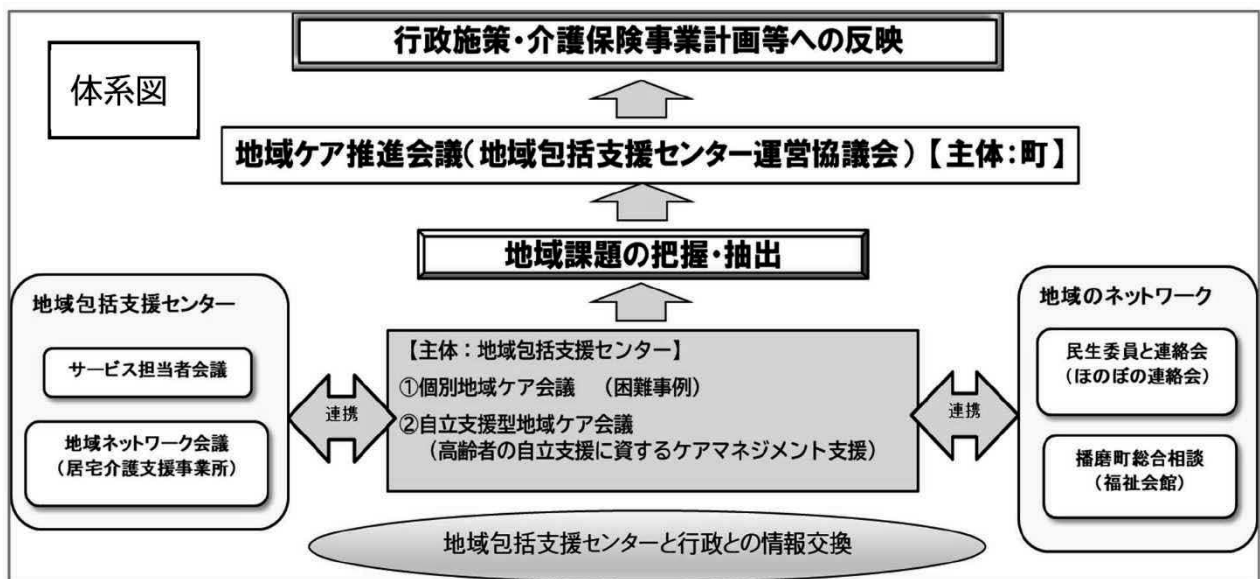 行政施策・介護保険事業計画等への反映
体系図
地域ケア推進会議(地域包括支援センター運営協議会)【主体:町】
地域課題の把握・抽出
地域包括支援センター
サービス担当者会議
地域ネットワーク会議
(居宅介護支援事業所)
連携
【主体:地域包括支援センター】
①個別地域ケア会議 (困難事例)
②自立支援型地域ケア会議
(高齢者の自立支援に資するケアマネジメント支援)
連携
地域のネットワーク
民生委員と連絡会
(ほのぼの連絡会)
播磨町総合相談
(福祉会館)
地域包括支援センターと行政との情報交換